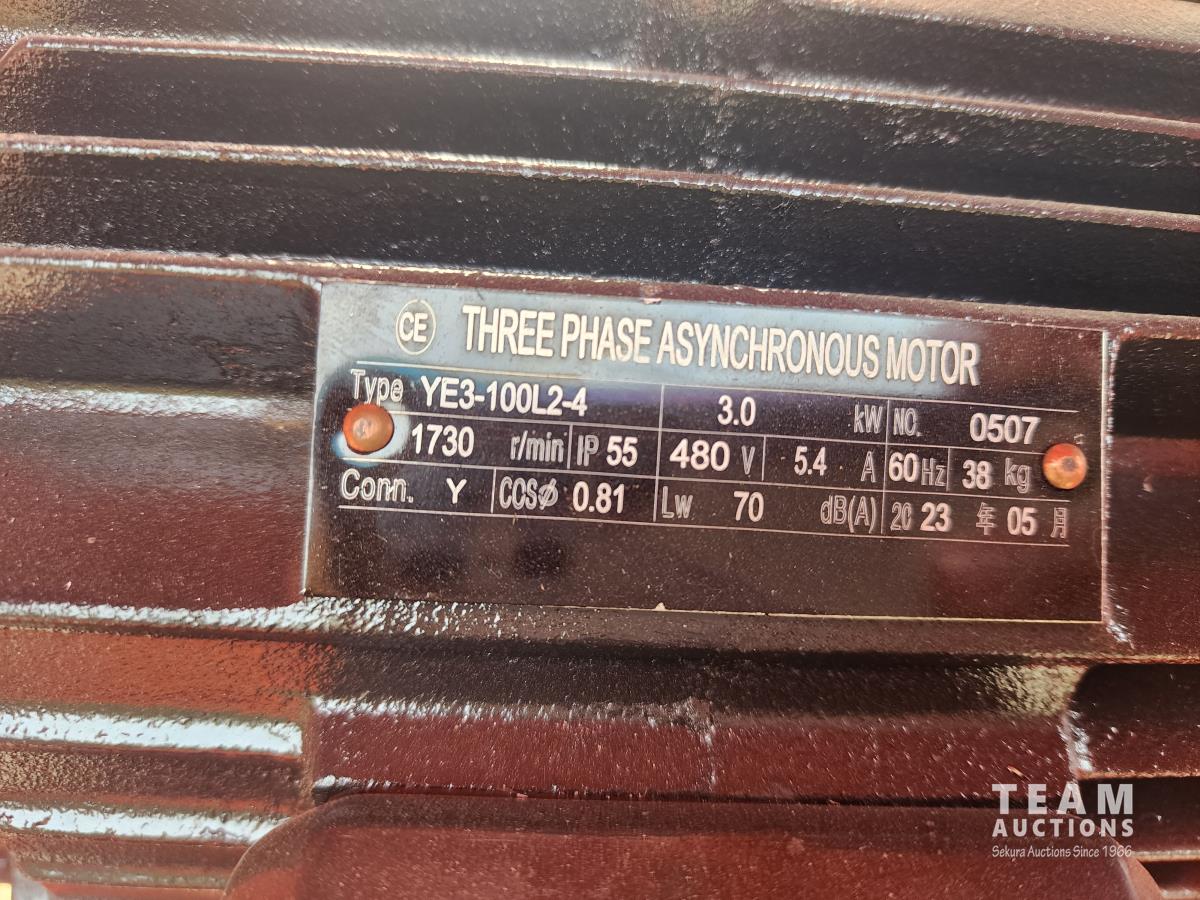 CE THREE PHASE ASYNCHRONOUS MOTOR
Type YE3-100L2-4 3.0 kW NO. 0507
1730 r/min IP 55 480 V 5.4 A 60 Hz 38 kg
Conn. Y COSϕ 0.81 Lw 70 dB(A) 20 23 年 05 月
TEAM
AUCTIONS
Sekura Auctions Since 1966